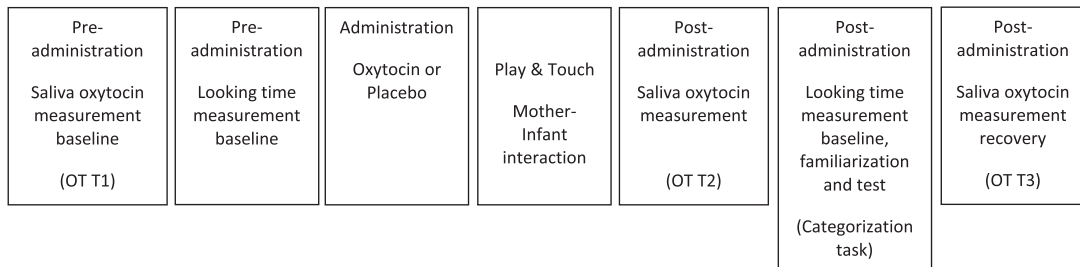 Pre-
administration
Saliva oxytocin
measurement
baseline
(OT T1)
Pre-
administration
Looking time
measurement
baseline
Administration
Oxytocin or
Placebo
Play & Touch
Mother-
Infant
interaction
Post-
administration
Saliva oxytocin
measurement
(OT T2)
Post-
administration
Looking time
measurement
baseline,
familiarization
and test
(Categorization
task)
Post-
administration
Saliva oxytocin
measurement
recovery
(OT T3)